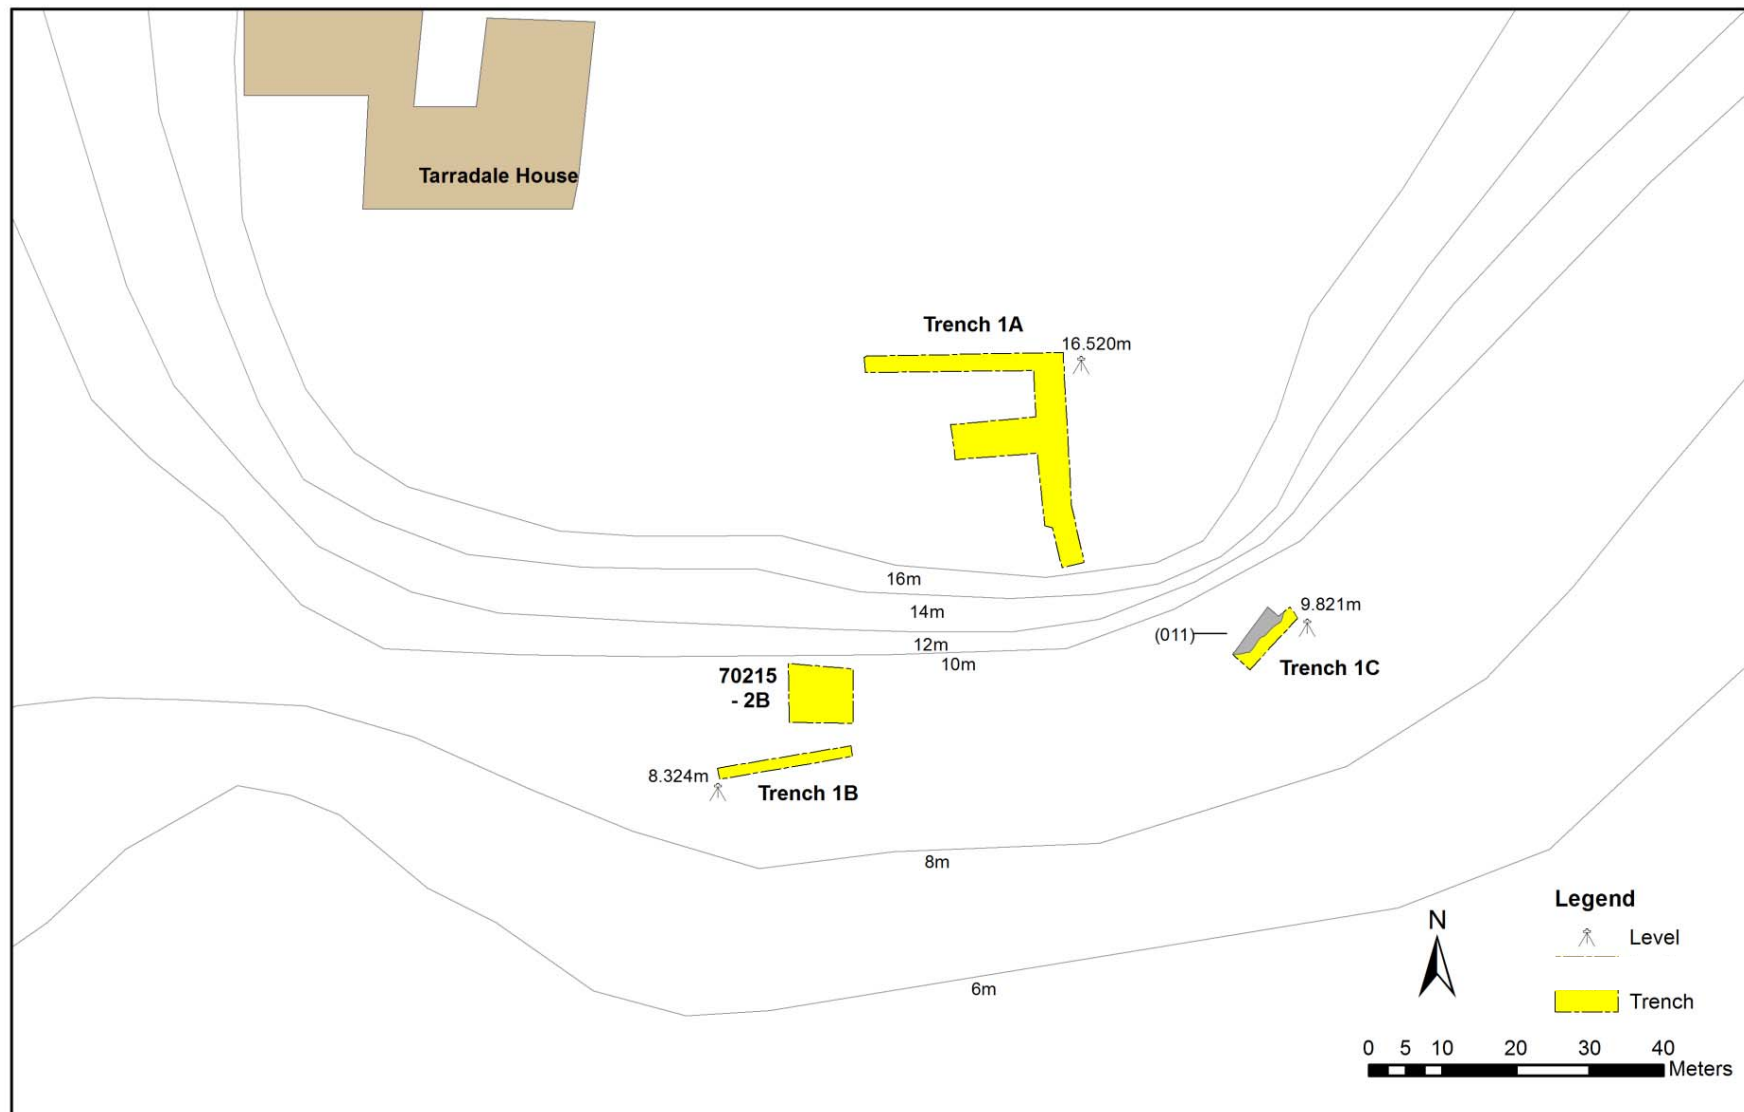 Tarradale House
Trench 1A
16.520m
16m
14m
12m
10m
9.821m
(011)
Trench 1C
70215
- 2B
8.324m
Trench 1B
8m
6m
N
Legend
Level
Trench
0 5 10 20 30 40
Meters